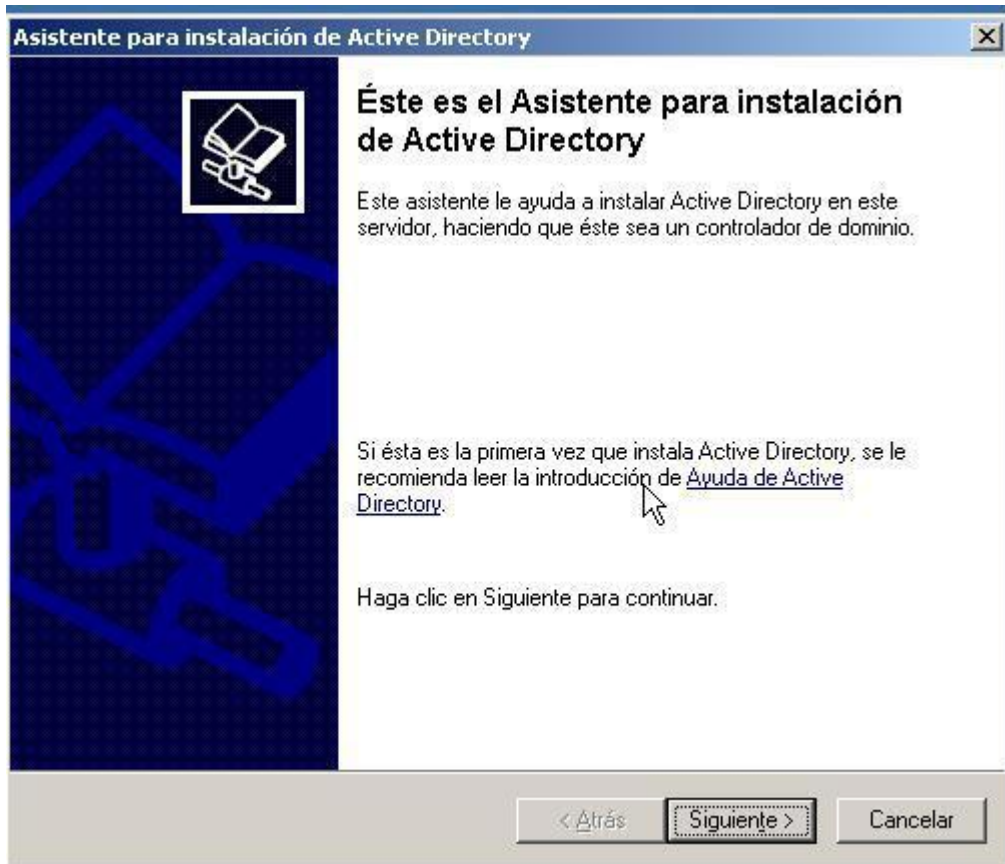 Asistente para instalación de Active Directory
Éste es el Asistente para instalación
de Active Directory
Este asistente le ayuda a instalar Active Directory en este
servidor, haciendo que éste sea un controlador de dominio.
Si ésta es la primera vez que instala Active Directory, se le
recomienda leer la introducción de Ayuda de Active
Directory.
Haga clic en Siguiente para continuar.
< Atrás
Siguiente >
Cancelar